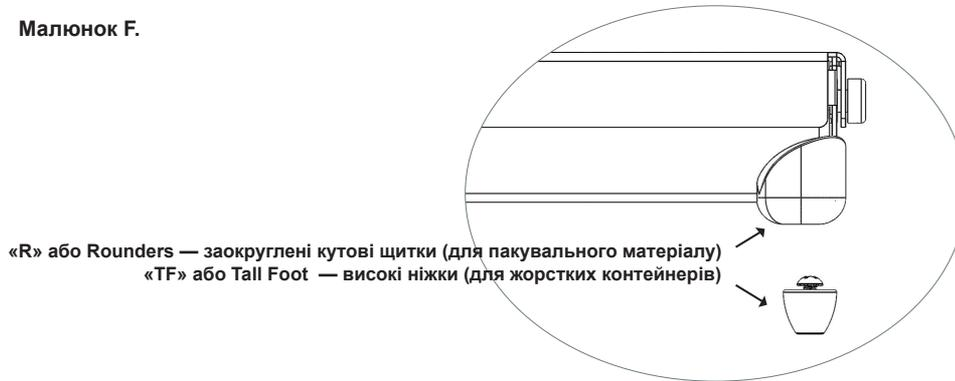 Малюнок F.
«R» або Rounders — заокруглені кутові щитки (для пакувального матеріалу)
«TF» або Tall Foot — високі ніжки (для жорстких контейнерів)